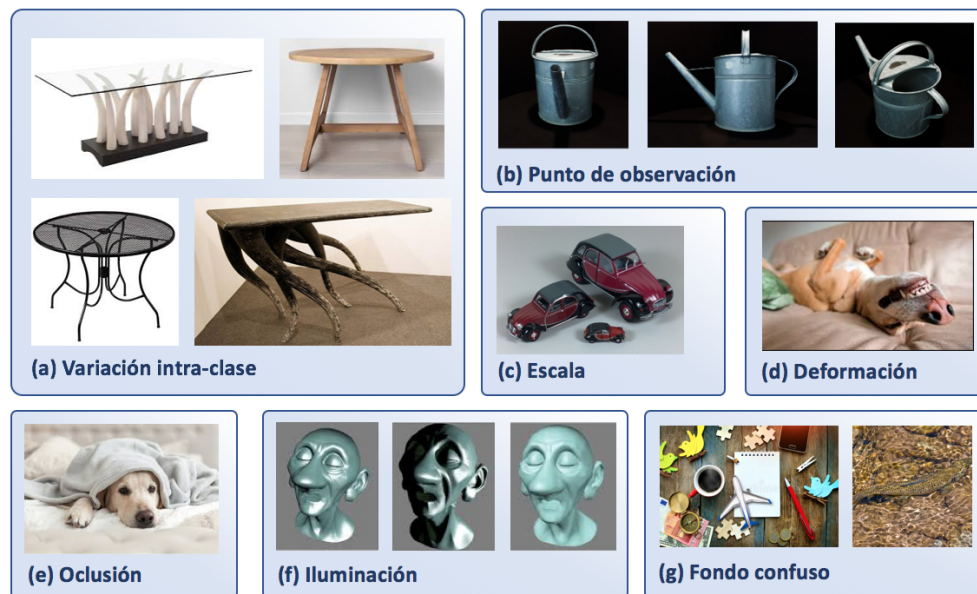 (a) Variación intra-clase
(b) Punto de observación
(c) Escala
(d) Deformación
(e) Oclusión
(f) Iluminación
(g) Fondo confuso